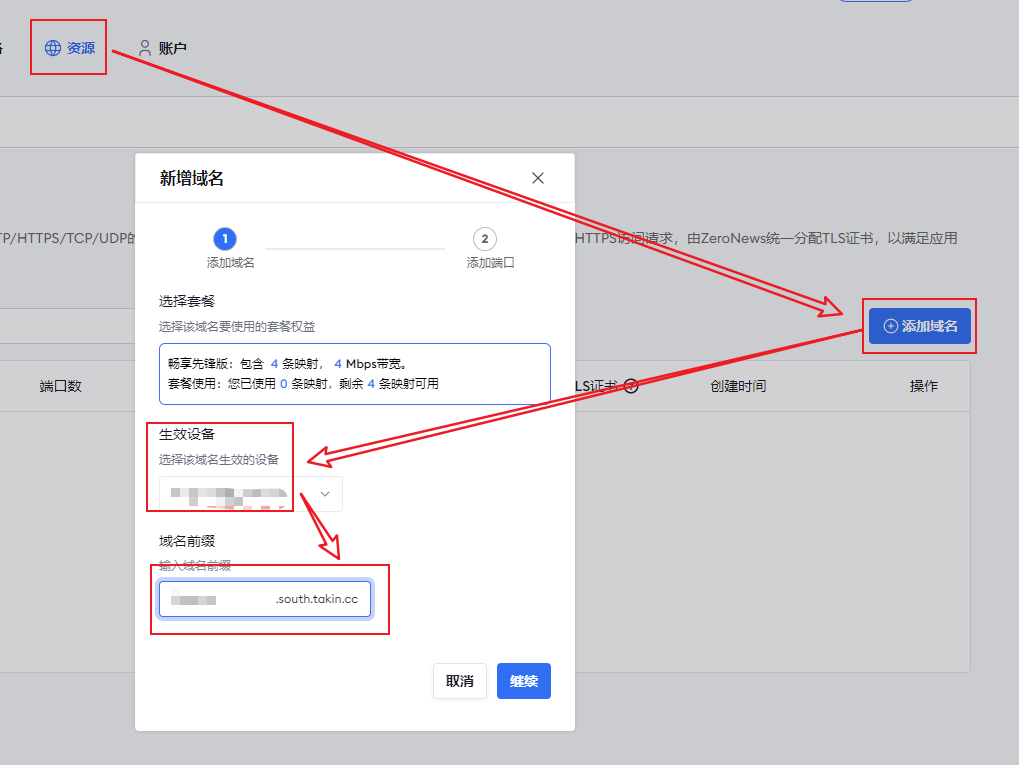 资源
账户
新增域名
1
2
添加域名
添加端口
TP/HTTPS/TCP/UDP的
HTTPS访问请求，由ZeroNews统一分配TLS证书，以满足应用
选择套餐
选择该域名要使用的套餐权益
畅享先锋版：包含 4 条映射， 4 Mbps带宽。
套餐使用：您已使用 0 条映射，剩余 4 条映射可用
添加域名
端口数
LS证书
创建时间
操作
生效设备
选择该域名生效的设备
域名前缀
输入域名前缀
.south.takin.cc
取消
继续